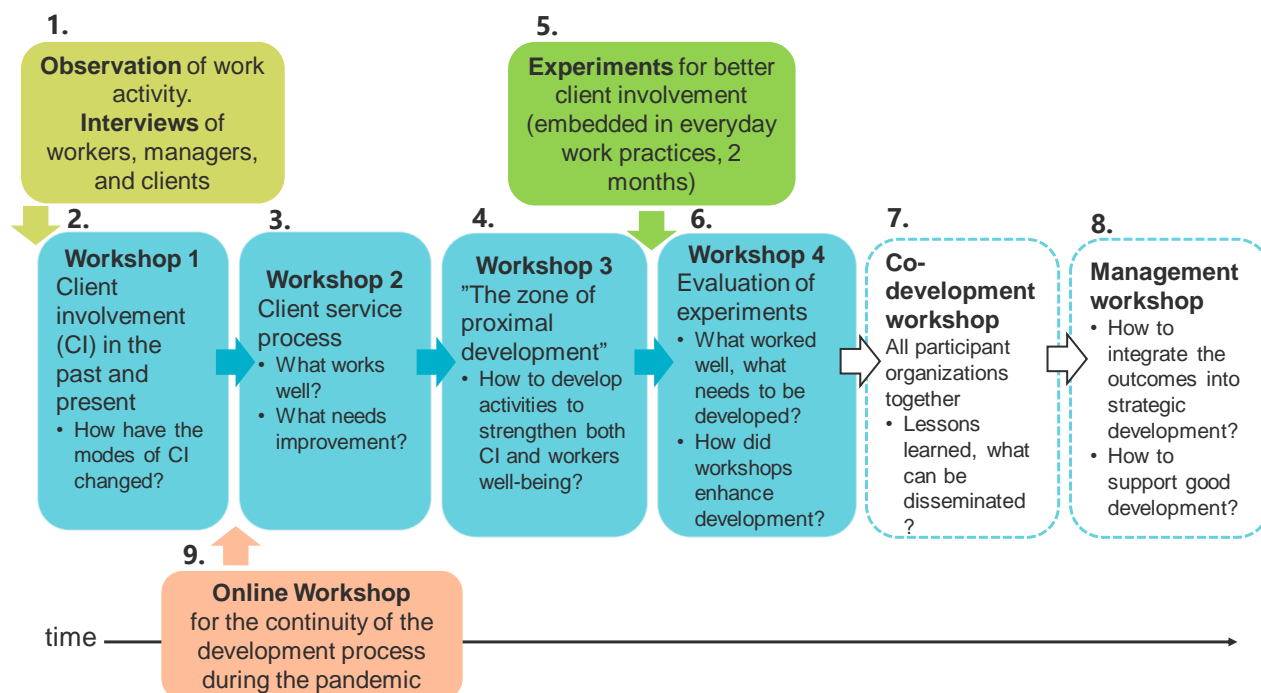 1.
Observation of work
activity.
Interviews of
workers, managers,
and clients
5.
Experiments for better
client involvement
(embedded in everyday
work practices, 2
months)
2.
Workshop 1
Client
involvement
(CI) in the
past and
present
• How have the
modes of CI
changed?
3.
Workshop 2
Client service
process
• What works
well?
• What needs
improvement?
4.
Workshop 3
”The zone of
proximal
development”
• How to develop
activities to
strengthen both
CI and workers
well-being?
6.
Workshop 4
Evaluation of
experiments
• What worked
well, what
needs to be
developed?
• How did
workshops
enhance
development?
7.
Co-
development
workshop
All participant
organizations
together
• Lessons
learned, what
can be
disseminated
?
8.
Management
workshop
• How to
integrate the
outcomes into
strategic
development?
• How to
support good
development?
9.
Online Workshop
for the continuity of the
development process
during the pandemic
time